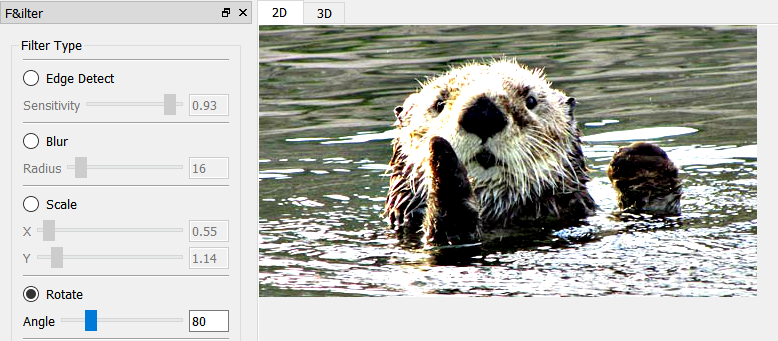 F&ilter
2D 3D
Filter Type
Edge Detect
Sensitivity 0.93
Blur
Radius 16
Scale
X 0.55
Y 1.14
Rotate
Angle 80